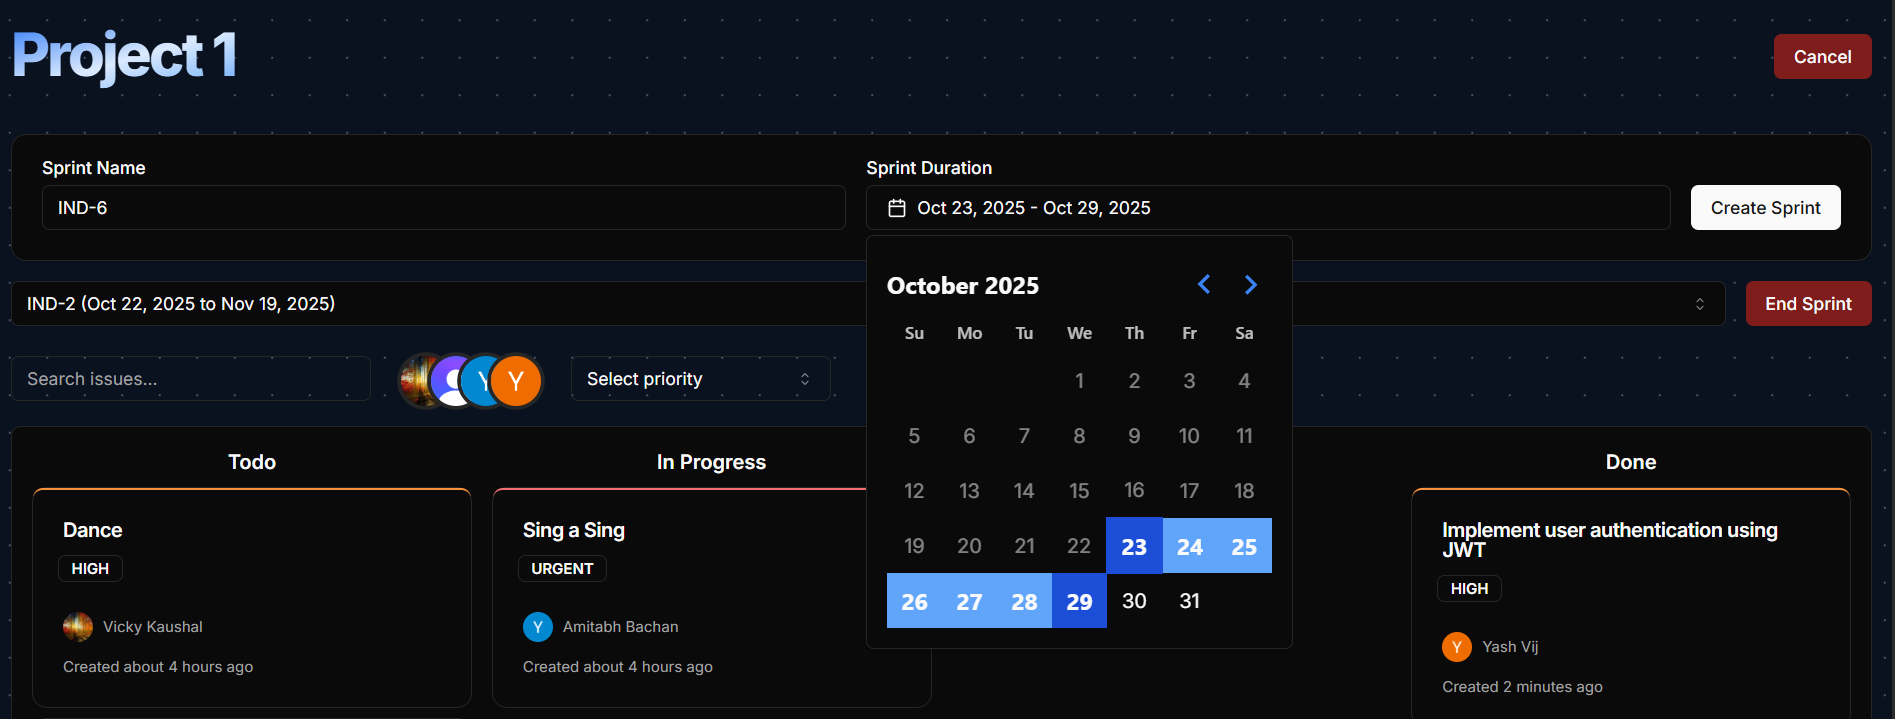 Project 1
Cancel
Sprint Name
Sprint Duration
IND-6
Oct 23, 2025 - Oct 29, 2025
Create Sprint
IND-2 (Oct 22, 2025 to Nov 19, 2025)
End Sprint
October 2025
Su Mo Tu We Th Fr Sa
1 2 3 4
5 6 7 8 9 10 11
12 13 14 15 16 17 18
19 20 21 22 23 24 25
26 27 28 29 30 31
Search issues...
Y Y
Select priority
Todo
In Progress
Done
Dance
HIGH
Vicky Kaushal
Created about 4 hours ago
Sing a Sing
URGENT
Y Amitabh Bachan
Created about 4 hours ago
Implement user authentication using
JWT
HIGH
Y Yash Vij
Created 2 minutes ago